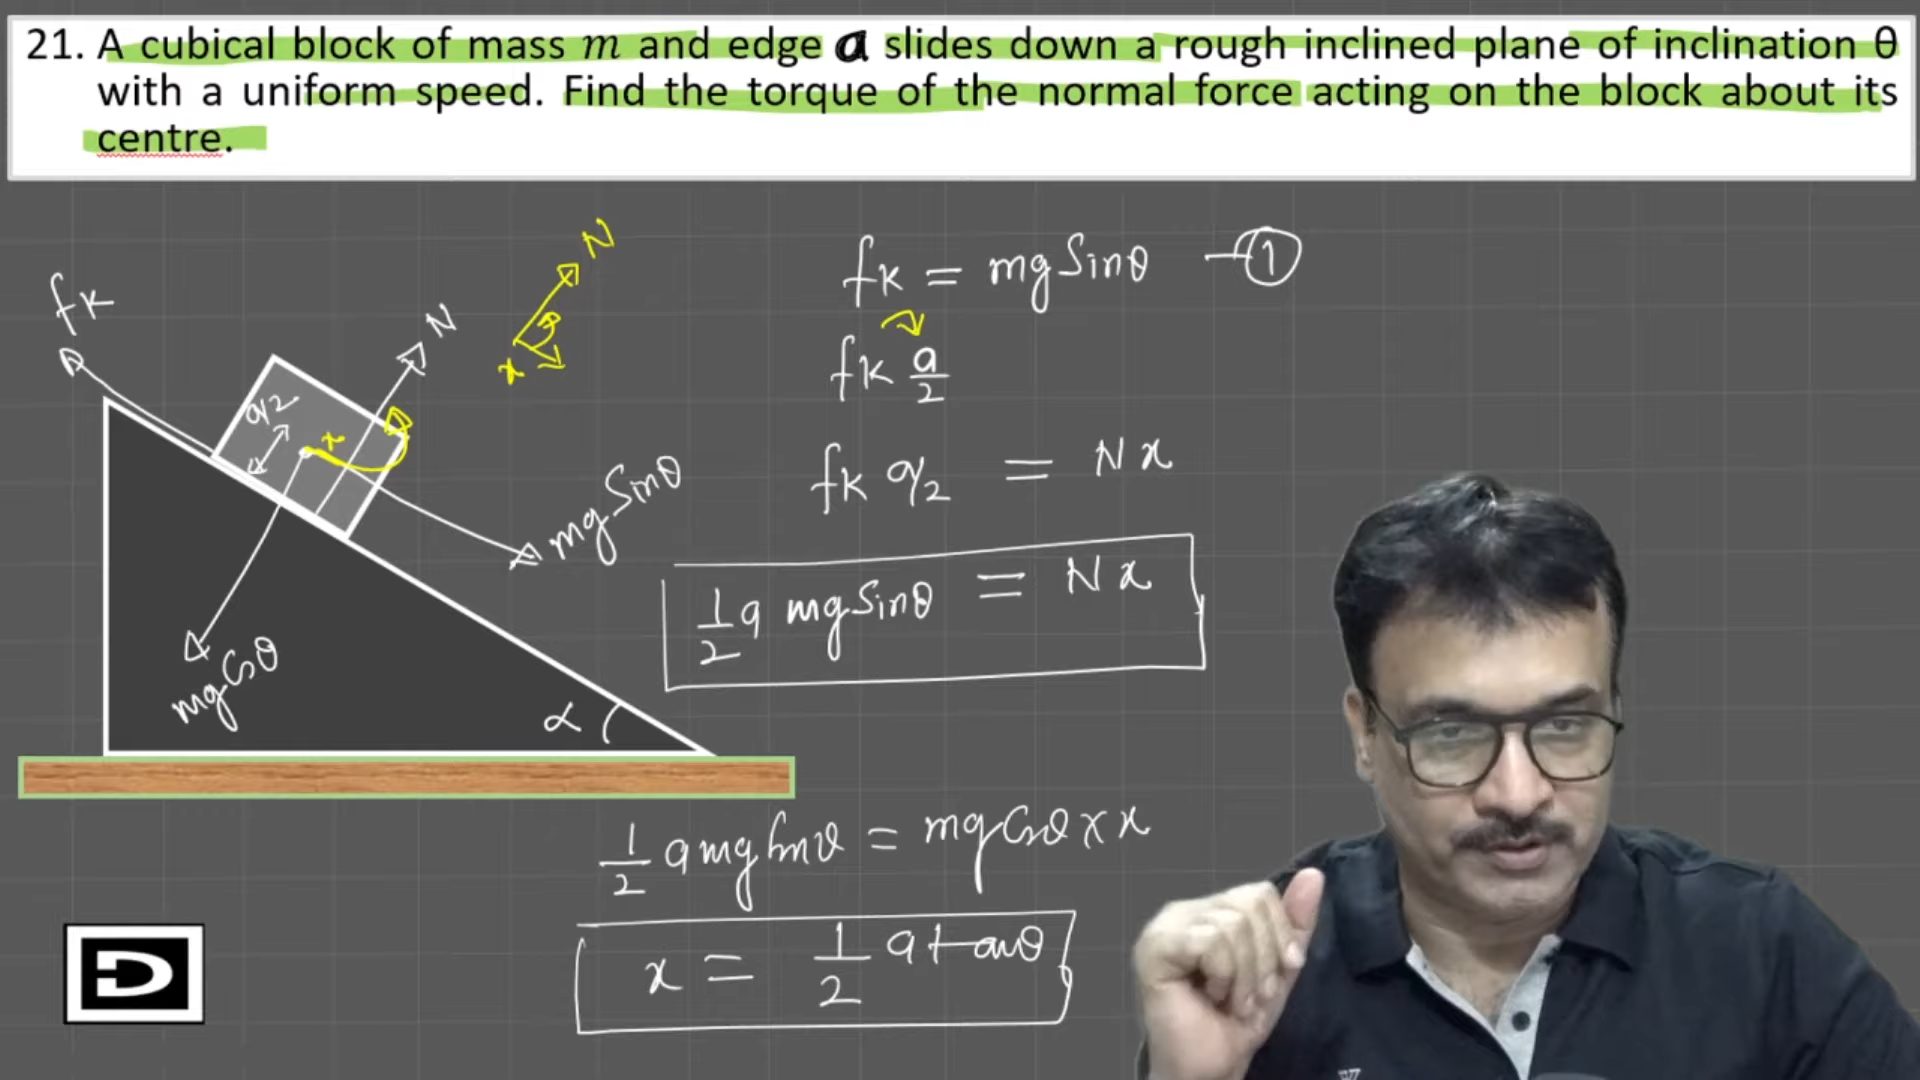 21. A cubical block of mass m and edge a slides down a rough inclined plane of inclination θ
with a uniform speed. Find the torque of the normal force acting on the block about its
centre.
fk
N
N
x
a/2
x
mg Sinθ
mg Cosθ
α
fk = mg Sinθ —①
fk a/2
fk a/2 = N x
1/2 a mg Sinθ = N x
1/2 a mg Sinθ = mg Cosθ × x
x = 1/2 a tanθ
D